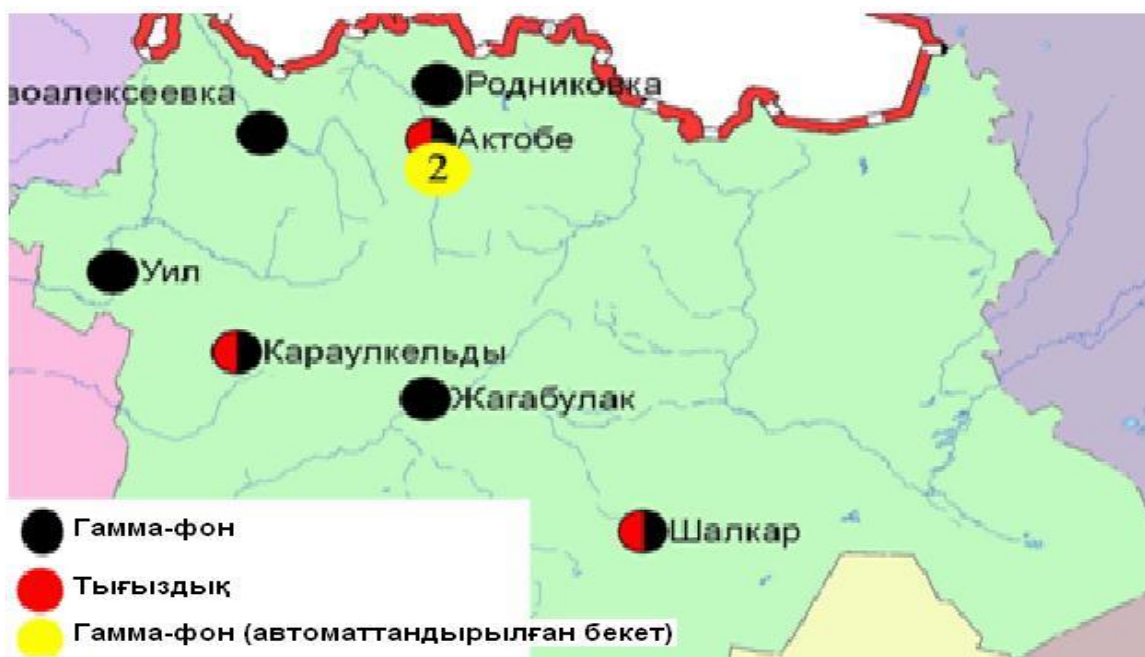 Родниковка
воалексеевка
Актобе
2
Уил
Караулкельды
Жагабулак
Шалкар
Гамма-фон
Тығыздық
Гамма-фон (автоматтандырылған бекет)